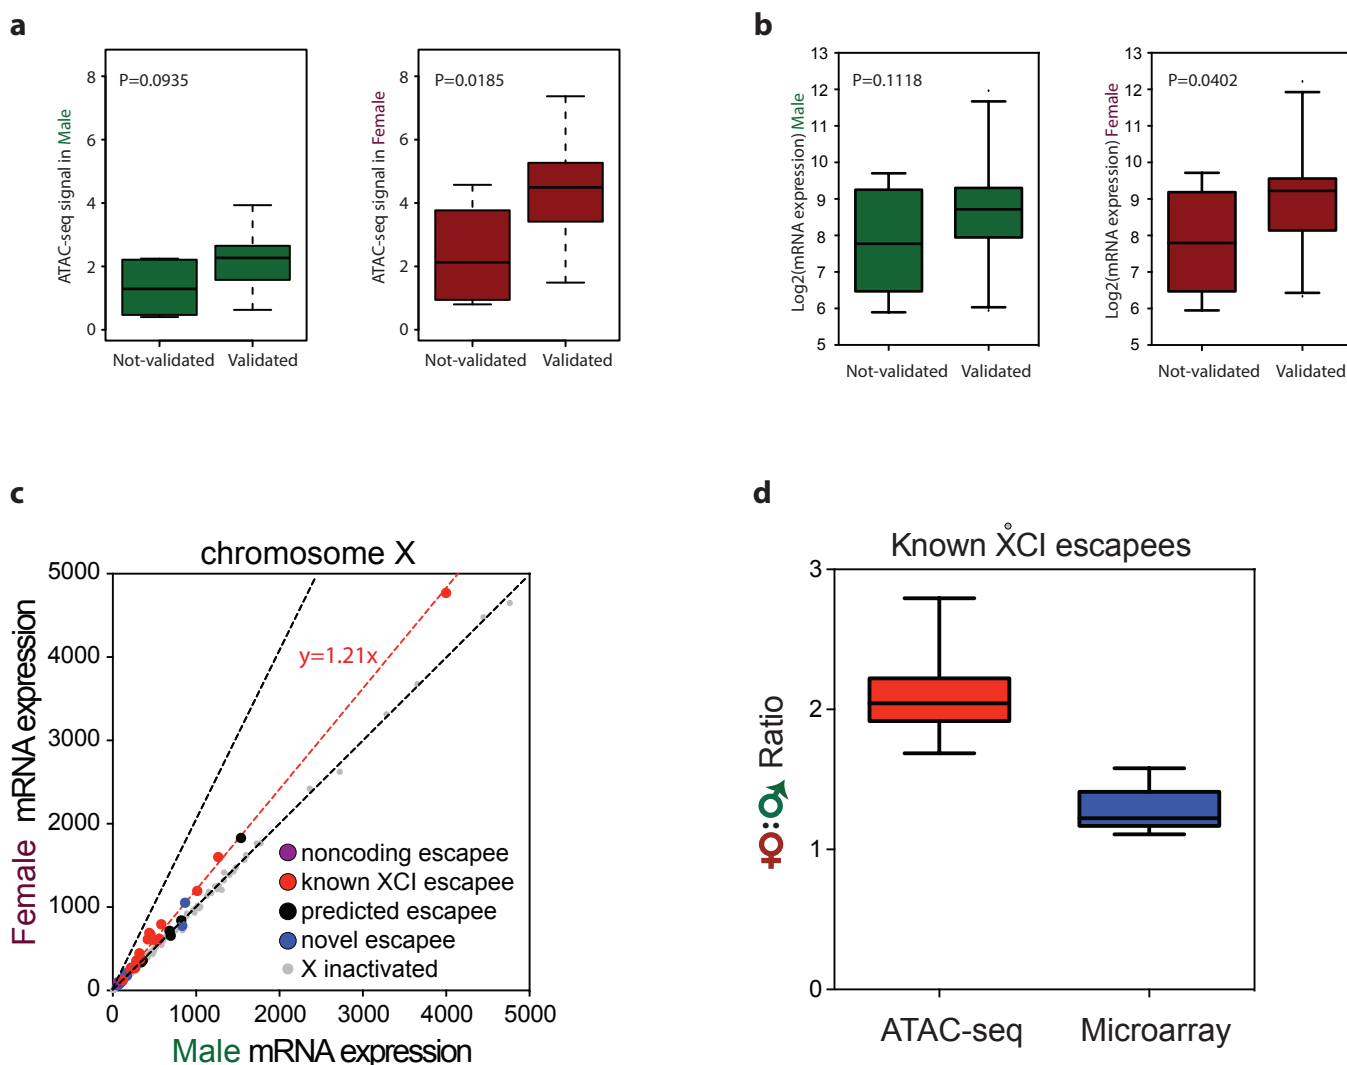 a
P=0.0935
ATAC-seq signal in Male
8
6
4
2
0
Not-validated
Validated
P=0.0185
ATAC-seq signal in Female
8
6
4
2
0
Not-validated
Validated
b
P=0.1118
Log2(mRNA expression) Male
13
12
11
10
9
8
7
6
5
Not-validated
Validated
P=0.0402
Log2(mRNA expression) Female
13
12
11
10
9
8
7
6
5
Not-validated
Validated
c
chromosome X
Female mRNA expression
5000
4000
3000
2000
1000
0
y=1.21x
noncoding escapee
known XCI escapee
predicted escapee
novel escapee
X inactivated
0 1000 2000 3000 4000 5000
Male mRNA expression
d
Known XCI escapees
♀:♂ Ratio
3
2
1
0
ATAC-seq
Microarray